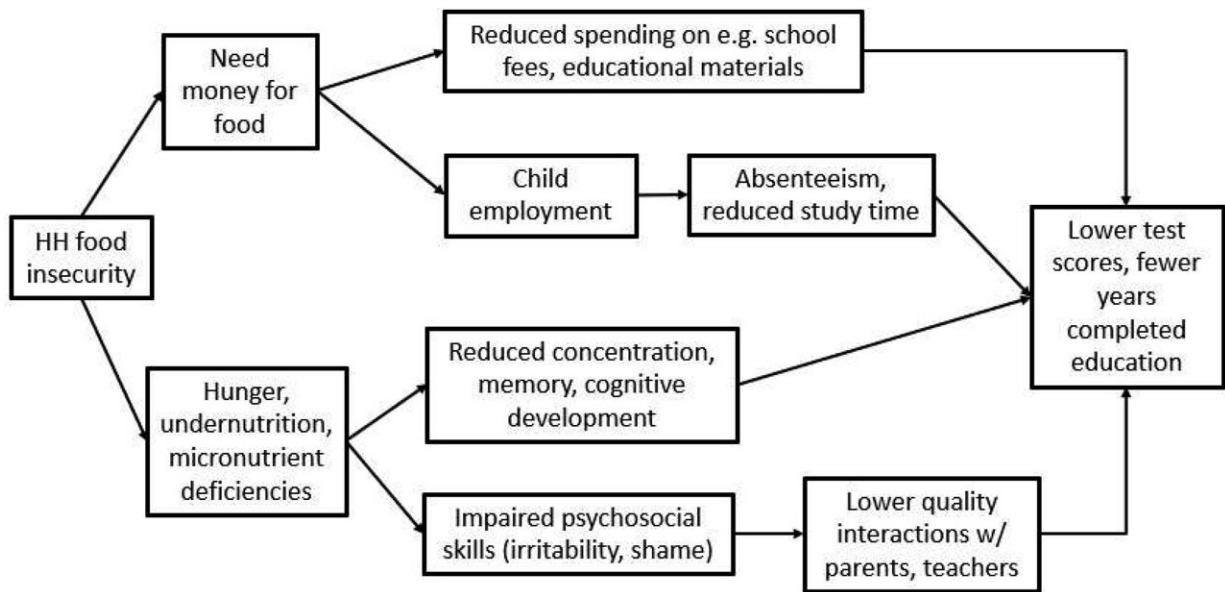 Need
money for
food
Reduced spending on e.g. school
fees, educational materials
Child
employment
Absenteeism,
reduced study time
HH food
insecurity
Lower test
scores, fewer
years
completed
education
Hunger,
undernutrition,
micronutrient
deficiencies
Reduced concentration,
memory, cognitive
development
Impaired psychosocial
skills (irritability, shame)
Lower quality
interactions w/
parents, teachers